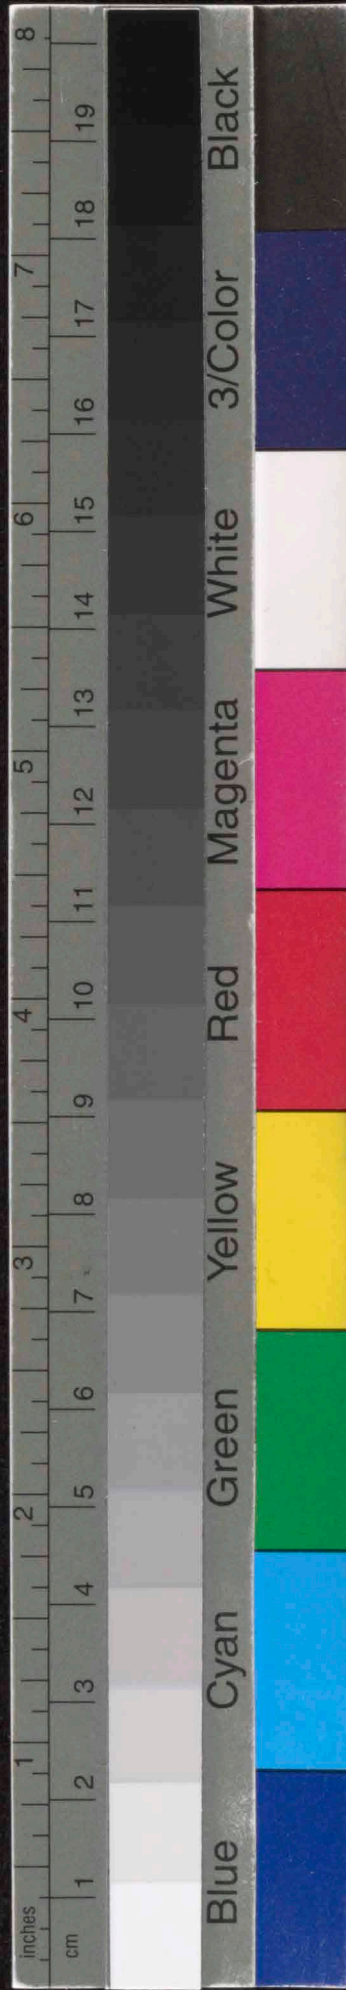 inches 1 2 3 4 5 6 7 8
cm 1 2 3 4 5 6 7 8 9 10 11 12 13 14 15 16 17 18 19
Blue Cyan Green Yellow Red Magenta White 3/Color Black